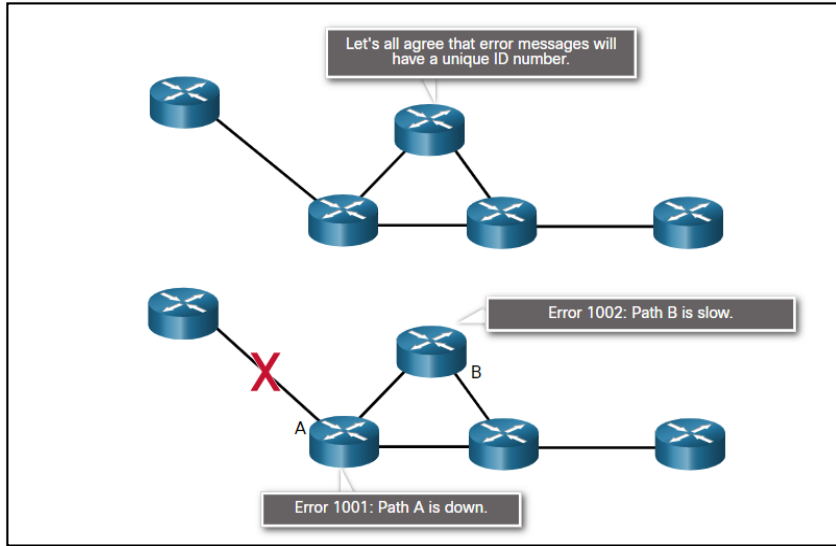 Let's all agree that error messages will
have a unique ID number.
Error 1002: Path B is slow.
B
A
Error 1001: Path A is down.